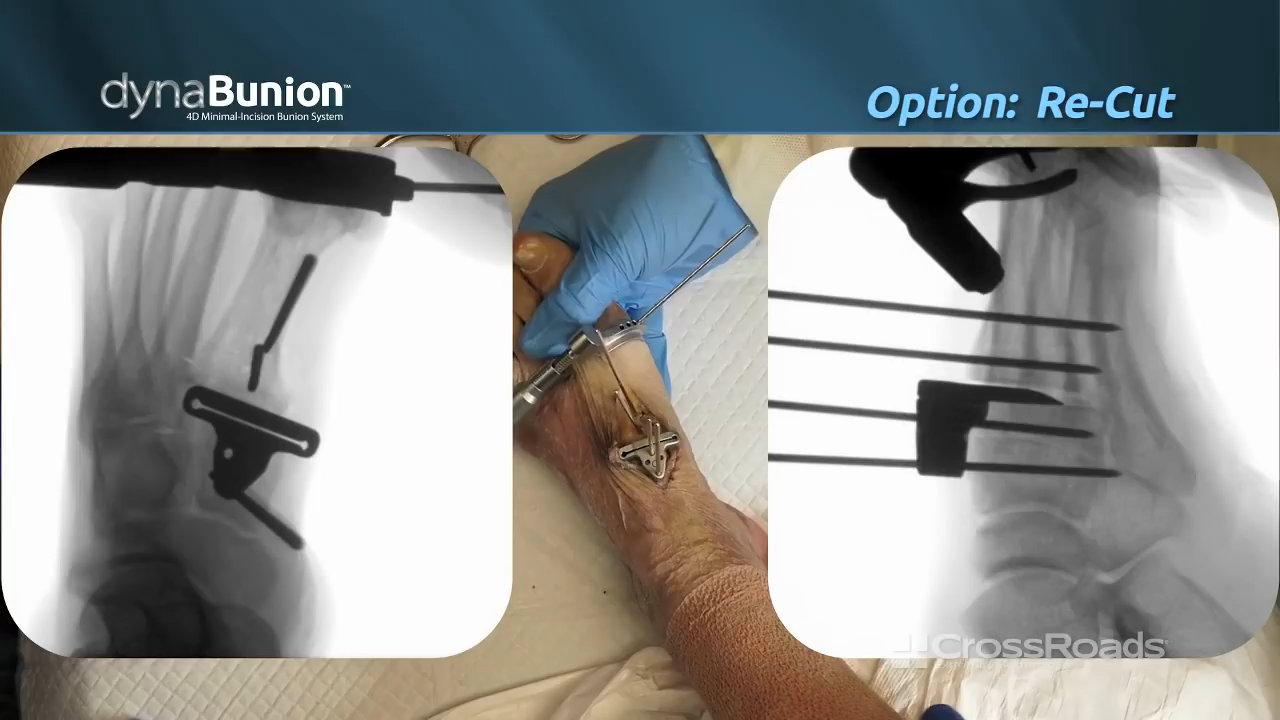 dynaBunion™
4D Minimal-Incision Bunion System
Option: Re-Cut
CrossRoads®